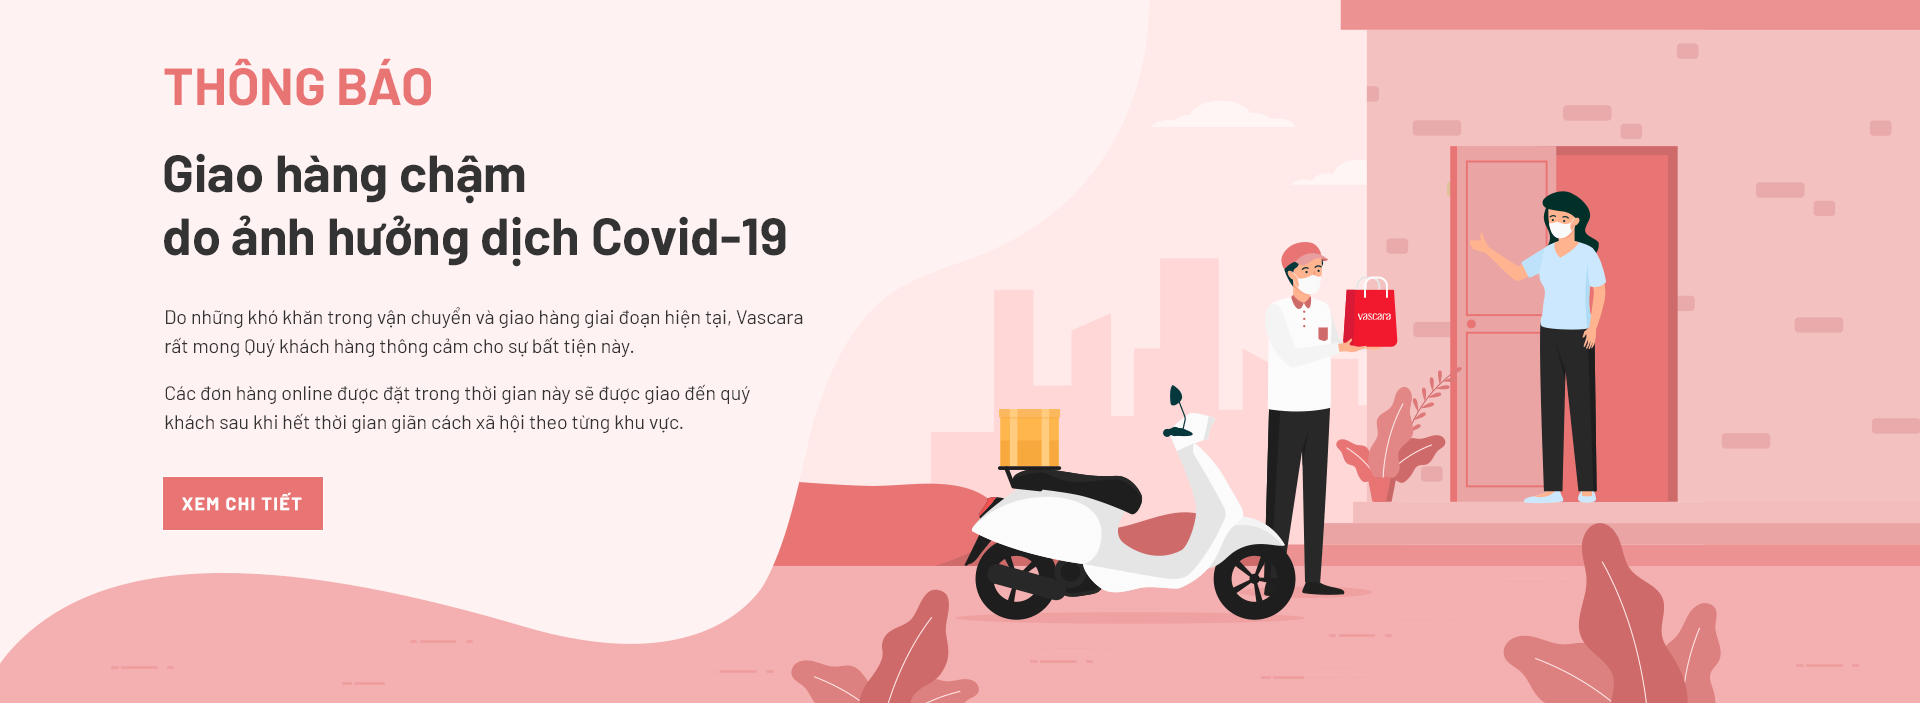 THÔNG BÁO
Giao hàng chậm
do ảnh hưởng dịch Covid-19
Do những khó khăn trong vận chuyển và giao hàng giai đoạn hiện tại, Vascara
rất mong Quý khách hàng thông cảm cho sự bất tiện này.
Các đơn hàng online được đặt trong thời gian này sẽ được giao đến quý
khách sau khi hết thời gian giãn cách xã hội theo từng khu vực.
XEM CHI TIẾT
vascara